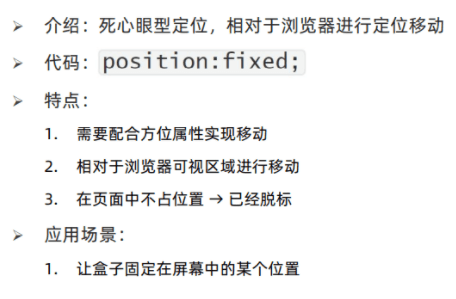 ➢ 介绍：死心眼型定位，相对于浏览器进行定位移动
➢ 代码：position:fixed;
➢ 特点：
1. 需要配合方位属性实现移动
2. 相对于浏览器可视区域进行移动
3. 在页面中不占位置 → 已经脱标
➢ 应用场景：
1. 让盒子固定在屏幕中的某个位置